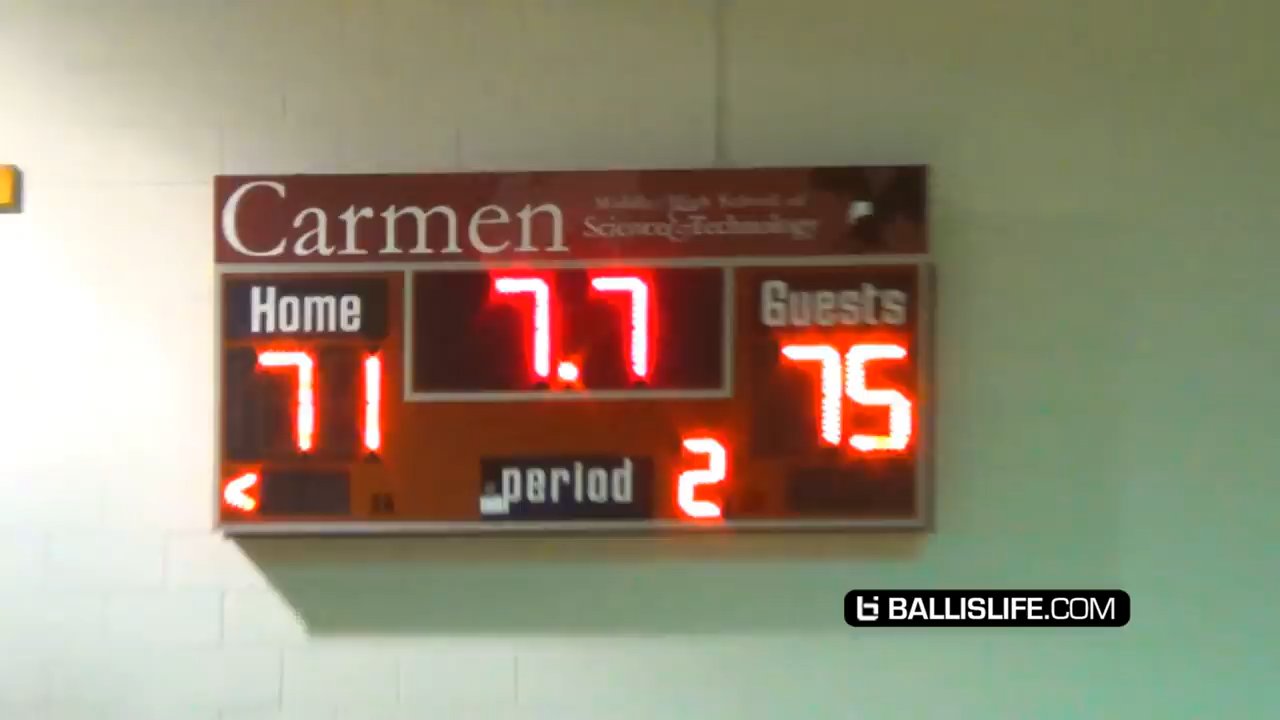 Carmen
Middle/High School of
Science & Technology
Home
7.7
Guests
71
75
<
period
2
BALLISLIFE.COM